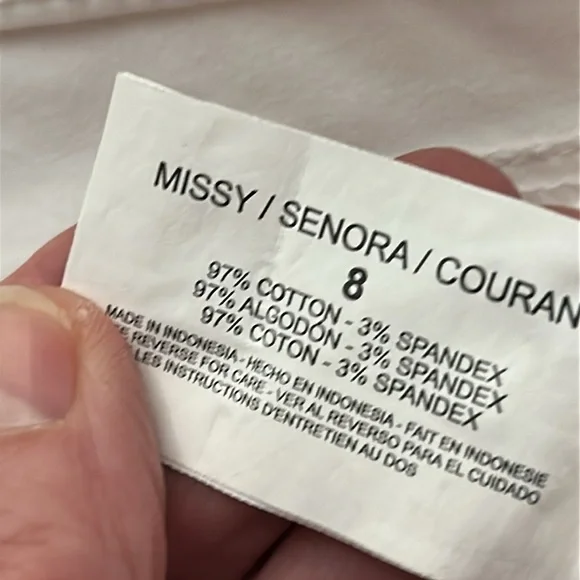 MISSY / SENORA / COURAN
8
97% COTTON - 3% SPANDEX
97% ALGODÓN - 3% SPANDEX
97% COTON - 3% SPANDEX
MADE IN INDONESIA - HECHO EN INDONESIA - FAIT EN INDONESIE
REVERSE FOR CARE - VER AL REVERSO PARA EL CUIDADO
LES INSTRUCTIONS D'ENTRETIEN AU DOS